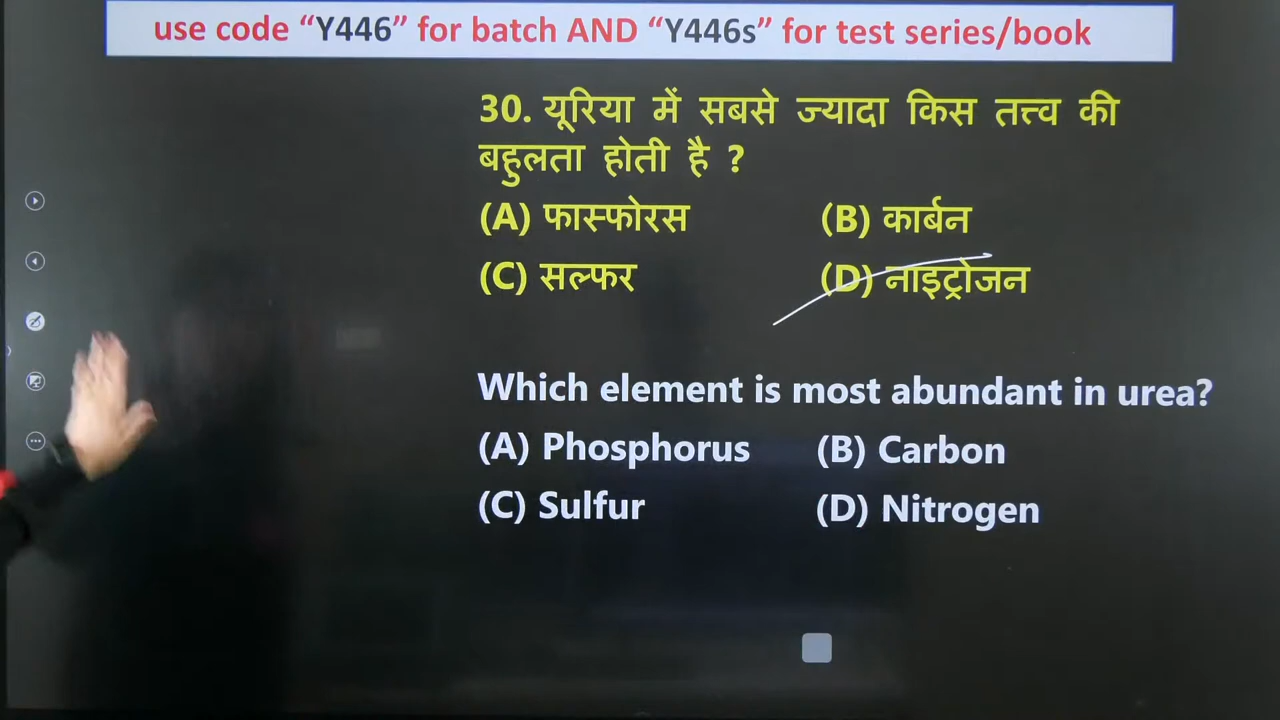 use code “Y446” for batch AND “Y446s” for test series/book
30. यूरिया में सबसे ज्यादा किस तत्त्व की
बहुलता होती है ?
(A) फास्फोरस (B) कार्बन
(C) सल्फर (D) नाइट्रोजन
Which element is most abundant in urea?
(A) Phosphorus (B) Carbon
(C) Sulfur (D) Nitrogen